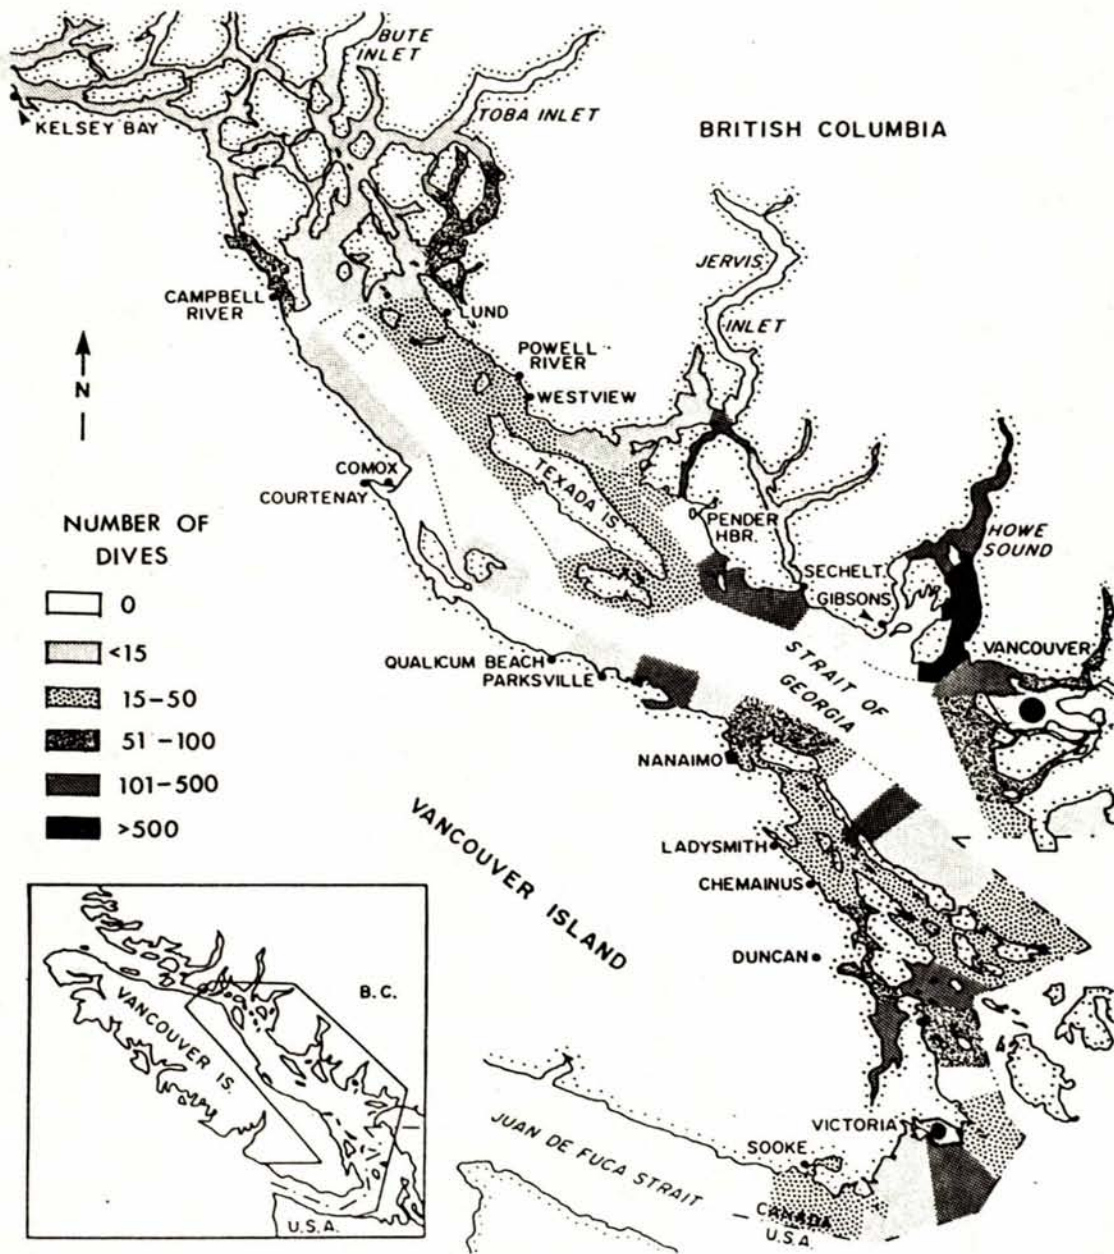 BUTE
INLET
TOBA INLET
KELSEY BAY
BRITISH COLUMBIA
JERVIS
INLET
CAMPBELL
RIVER
LUND
POWELL
RIVER
WESTVIEW
N
COMOX
COURTENAY
TEXADA IS
PENDER
HBR.
HOWE
SOUND
SECHELT
GIBSONS
VANCOUVER
NUMBER OF
DIVES
0
<15
15-50
51-100
101-500
>500
QUALICUM BEACH
PARKSVILLE
STRAIT OF
GEORGIA
NANAIMO
LADYSMITH
CHEMAINUS
VANCOUVER ISLAND
DUNCAN
B.C.
VANCOUVER IS.
U.S.A.
VICTORIA
SOOKE
JUAN DE FUCA STRAIT
CANADA
U.S.A.